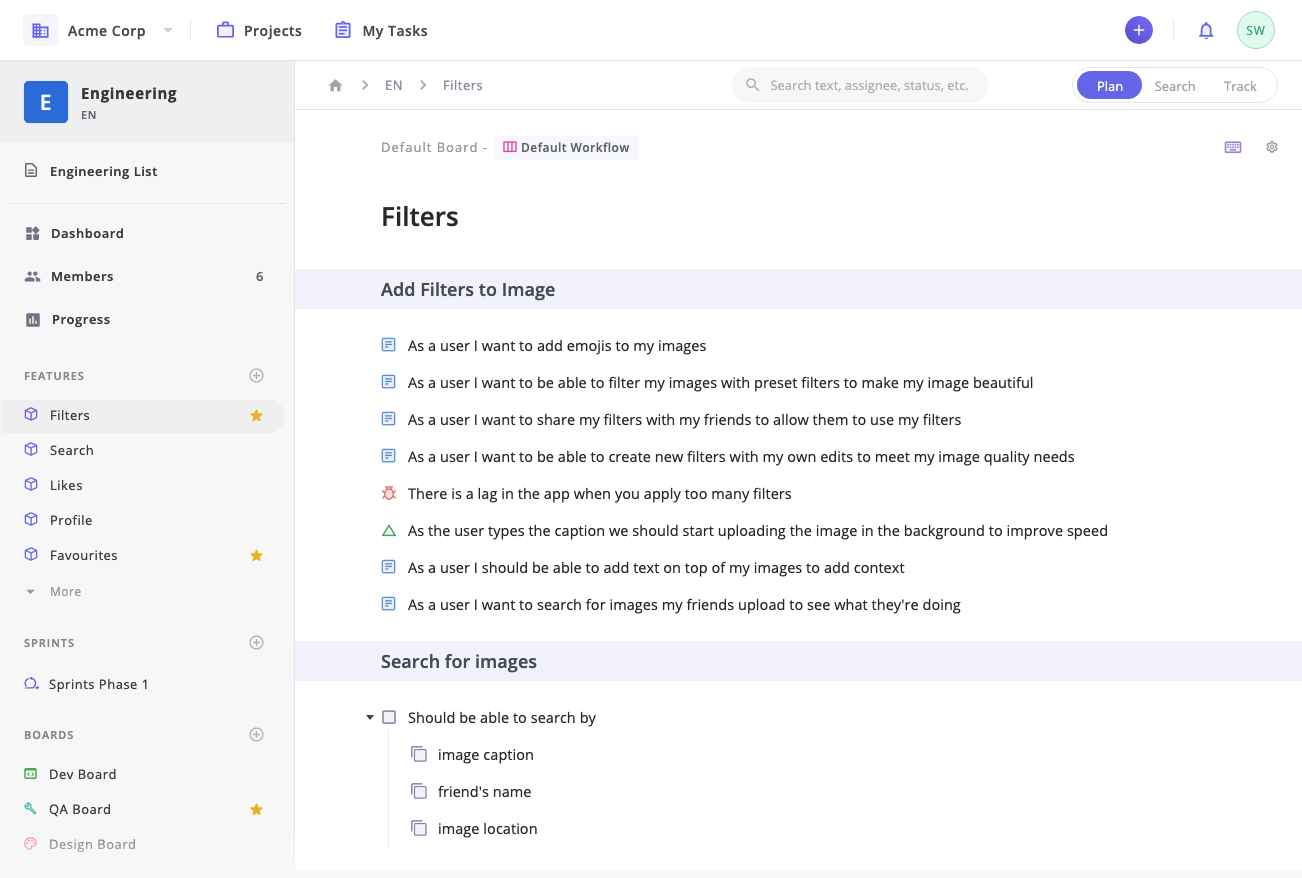 Acme Corp
Projects
My Tasks
SW
E
Engineering
EN
Engineering List
Dashboard
Members 6
Progress
FEATURES
Filters
Search
Likes
Profile
Favourites
More
SPRINTS
Sprints Phase 1
BOARDS
Dev Board
QA Board
Design Board
EN
Filters
Search text, assignee, status, etc.
Plan
Search
Track
Default Board - Default Workflow
Filters
Add Filters to Image
As a user I want to add emojis to my images
As a user I want to be able to filter my images with preset filters to make my image beautiful
As a user I want to share my filters with my friends to allow them to use my filters
As a user I want to be able to create new filters with my own edits to meet my image quality needs
There is a lag in the app when you apply too many filters
As the user types the caption we should start uploading the image in the background to improve speed
As a user I should be able to add text on top of my images to add context
As a user I want to search for images my friends upload to see what they're doing
Search for images
Should be able to search by
image caption
friend's name
image location